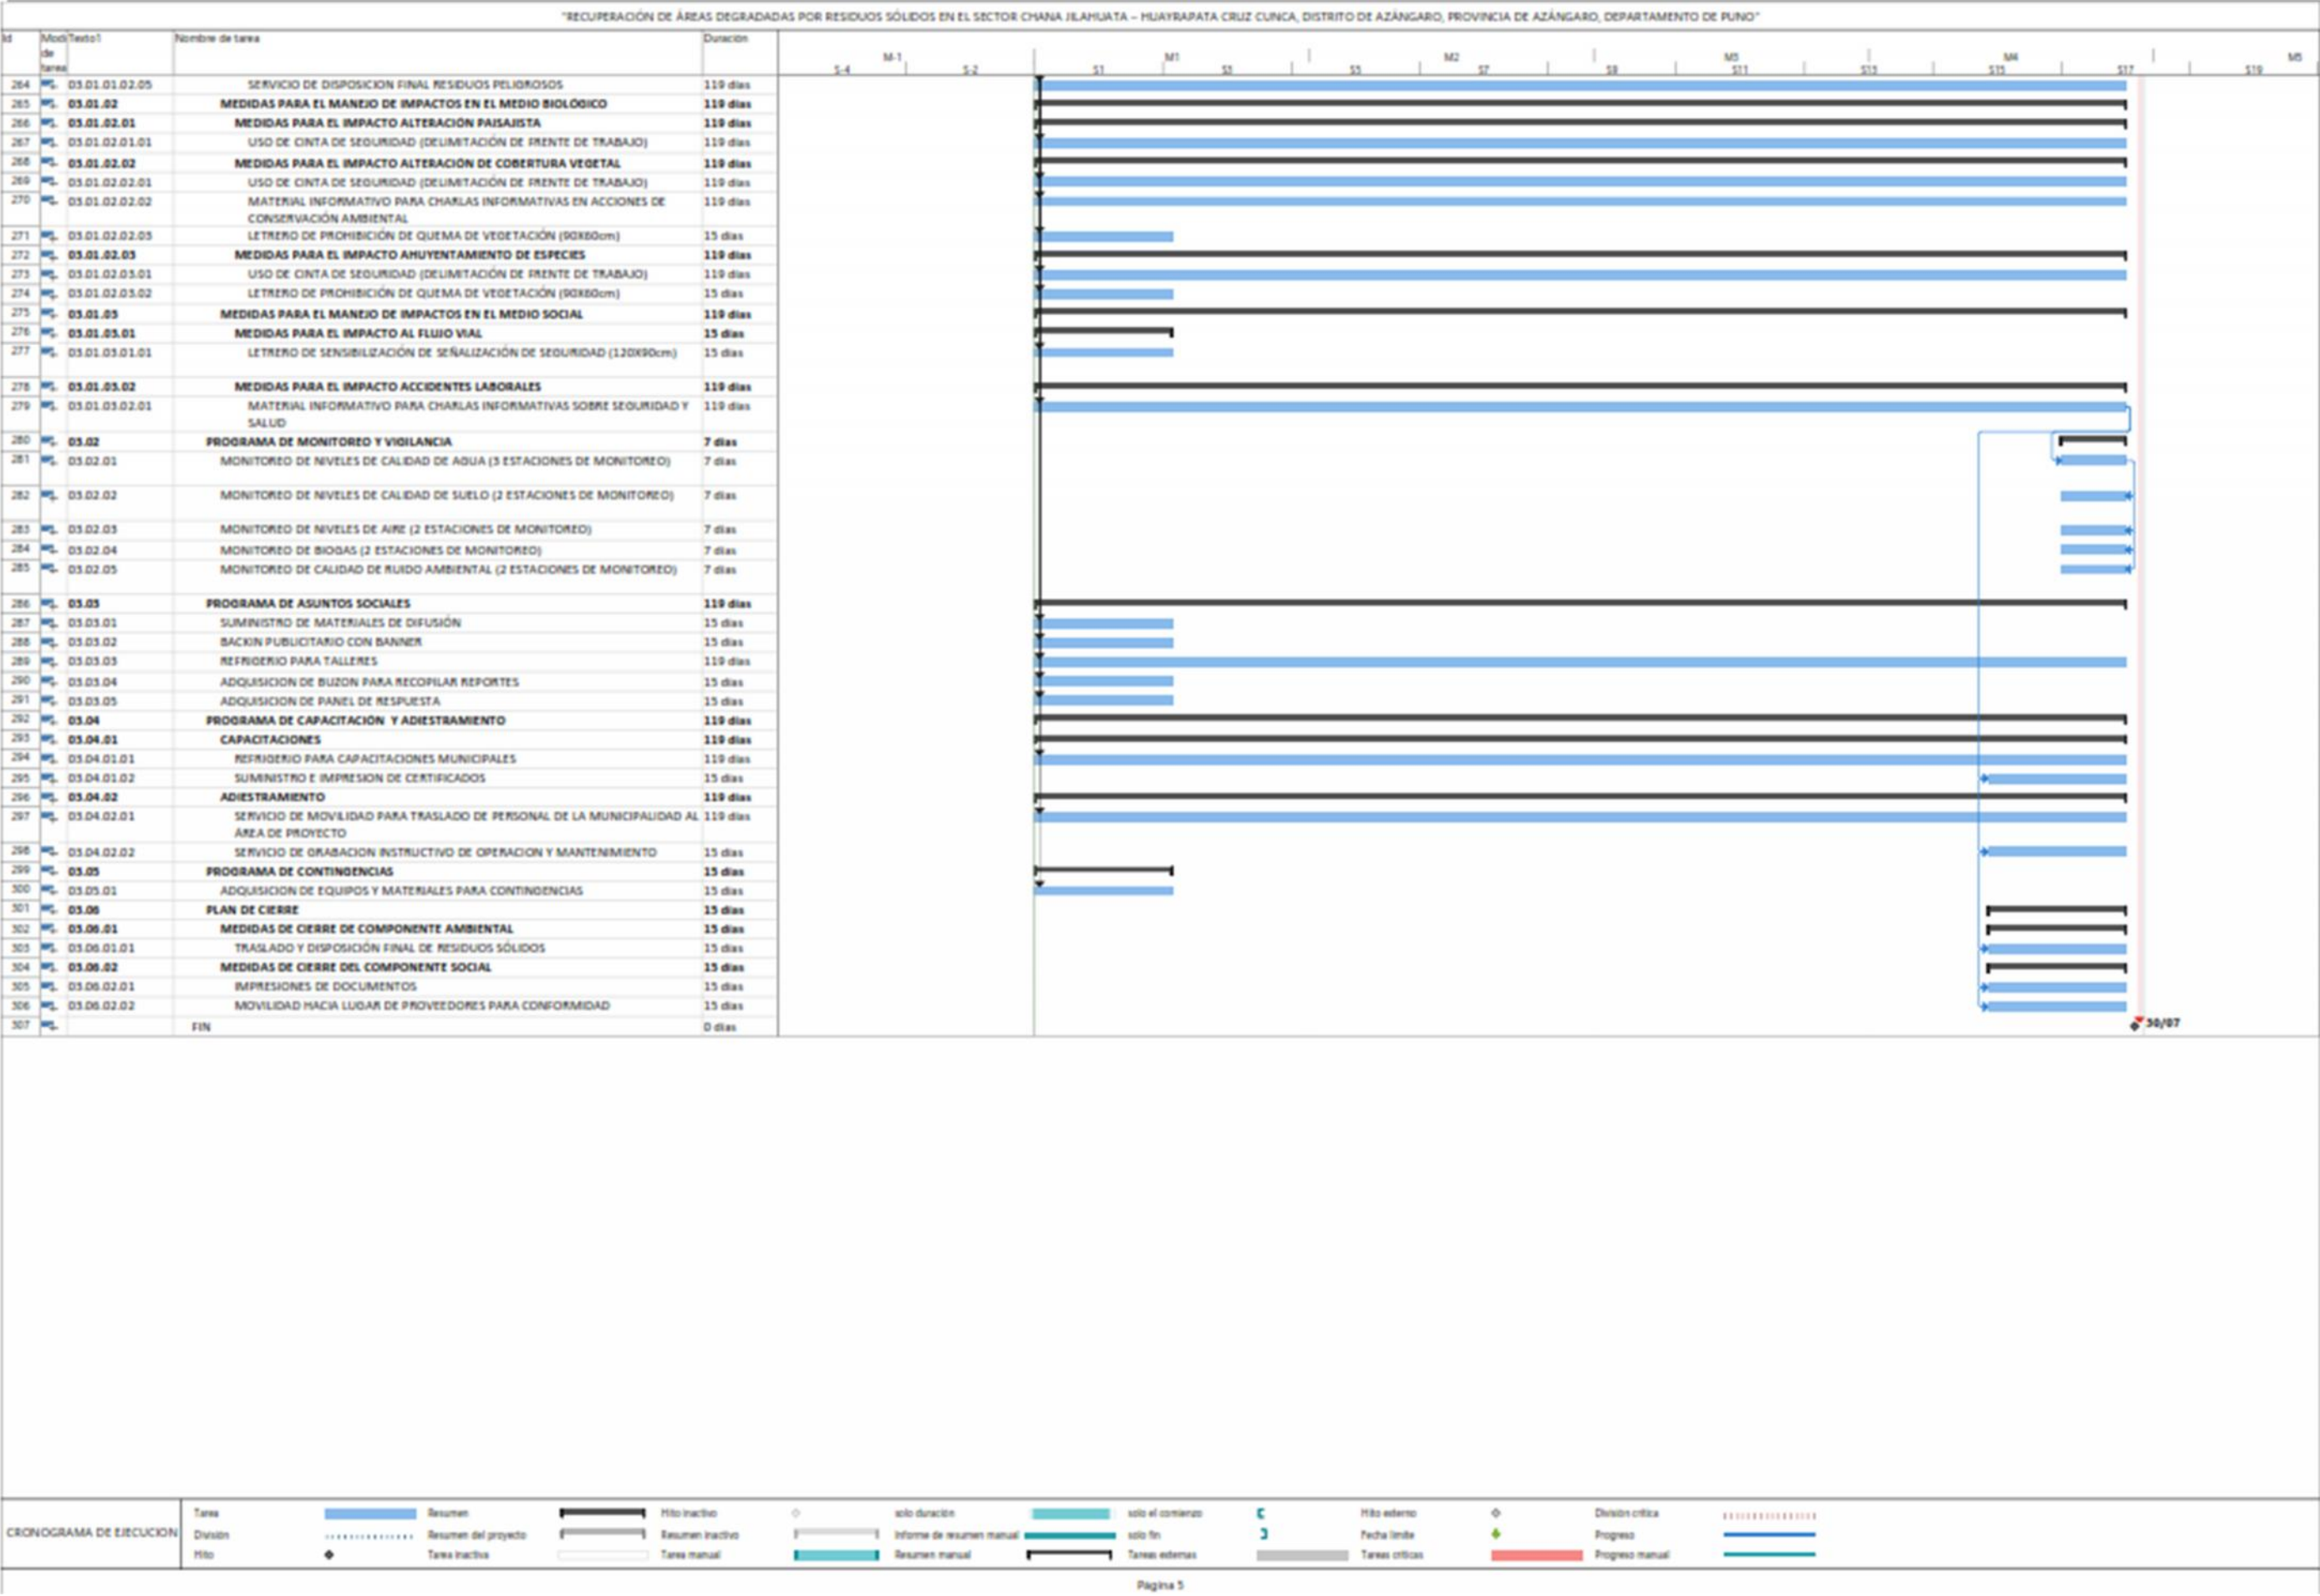 "RECUPERACIÓN DE ÁREAS DEGRADADAS POR RESIDUOS SÓLIDOS EN EL SECTOR CHANA JILAHUATA – HUAYRAPATA CRUZ CUNCA, DISTRITO DE AZÁNGARO, PROVINCIA DE AZÁNGARO, DEPARTAMENTO DE PUNO"
Id Modo de tarea Texto1 Nombre de tarea Duración
M-1 M1 M2 M3 M4 M5
S-4 S-2 S1 S3 S5 S7 S9 S11 S13 S15 S17 S19
264 03.01.01.02.05 SERVICIO DE DISPOSICION FINAL RESIDUOS PELIGROSOS 119 días
265 03.01.02 MEDIDAS PARA EL MANEJO DE IMPACTOS EN EL MEDIO BIOLÓGICO 119 días
266 03.01.02.01 MEDIDAS PARA EL IMPACTO ALTERACIÓN PAISAJISTA 119 días
267 03.01.02.01.01 USO DE CINTA DE SEGURIDAD (DELIMITACIÓN DE FRENTE DE TRABAJO) 119 días
268 03.01.02.02 MEDIDAS PARA EL IMPACTO ALTERACIÓN DE COBERTURA VEGETAL 119 días
269 03.01.02.02.01 USO DE CINTA DE SEGURIDAD (DELIMITACIÓN DE FRENTE DE TRABAJO) 119 días
270 03.01.02.02.02 MATERIAL INFORMATIVO PARA CHARLAS INFORMATIVAS EN ACCIONES DE 119 días
CONSERVACIÓN AMBIENTAL
271 03.01.02.02.03 LETRERO DE PROHIBICIÓN DE QUEMA DE VEGETACIÓN (90X60cm) 15 días
272 03.01.02.03 MEDIDAS PARA EL IMPACTO AHUYENTAMIENTO DE ESPECIES 119 días
273 03.01.02.03.01 USO DE CINTA DE SEGURIDAD (DELIMITACIÓN DE FRENTE DE TRABAJO) 119 días
274 03.01.02.03.02 LETRERO DE PROHIBICIÓN DE QUEMA DE VEGETACIÓN (90X60cm) 15 días
275 03.01.03 MEDIDAS PARA EL MANEJO DE IMPACTOS EN EL MEDIO SOCIAL 119 días
276 03.01.03.01 MEDIDAS PARA EL IMPACTO AL FLUJO VIAL 15 días
277 03.01.03.01.01 LETRERO DE SENSIBILIZACIÓN DE SEÑALIZACIÓN DE SEGURIDAD (120X90cm) 15 días
278 03.01.03.02 MEDIDAS PARA EL IMPACTO ACCIDENTES LABORALES 119 días
279 03.01.03.02.01 MATERIAL INFORMATIVO PARA CHARLAS INFORMATIVAS SOBRE SEGURIDAD Y 119 días
SALUD
280 03.02 PROGRAMA DE MONITOREO Y VIGILANCIA 7 días
281 03.02.01 MONITOREO DE NIVELES DE CALIDAD DE AGUA (3 ESTACIONES DE MONITOREO) 7 días
282 03.02.02 MONITOREO DE NIVELES DE CALIDAD DE SUELO (2 ESTACIONES DE MONITOREO) 7 días
283 03.02.03 MONITOREO DE NIVELES DE AIRE (2 ESTACIONES DE MONITOREO) 7 días
284 03.02.04 MONITOREO DE BIOGAS (2 ESTACIONES DE MONITOREO) 7 días
285 03.02.05 MONITOREO DE CALIDAD DE RUIDO AMBIENTAL (2 ESTACIONES DE MONITOREO) 7 días
286 03.03 PROGRAMA DE ASUNTOS SOCIALES 119 días
287 03.03.01 SUMINISTRO DE MATERIALES DE DIFUSIÓN 15 días
288 03.03.02 BACKIN PUBLICITARIO CON BANNER 15 días
289 03.03.03 REFRIGERIO PARA TALLERES 119 días
290 03.03.04 ADQUISICION DE BUZON PARA RECOPILAR REPORTES 15 días
291 03.03.05 ADQUISICION DE PANEL DE RESPUESTA 15 días
292 03.04 PROGRAMA DE CAPACITACIÓN Y ADIESTRAMIENTO 119 días
293 03.04.01 CAPACITACIONES 119 días
294 03.04.01.01 REFRIGERIO PARA CAPACITACIONES MUNICIPALES 119 días
295 03.04.01.02 SUMINISTRO E IMPRESION DE CERTIFICADOS 15 días
296 03.04.02 ADIESTRAMIENTO 119 días
297 03.04.02.01 SERVICIO DE MOVILIDAD PARA TRASLADO DE PERSONAL DE LA MUNICIPALIDAD AL 119 días
ÁREA DE PROYECTO
298 03.04.02.02 SERVICIO DE GRABACION INSTRUCTIVO DE OPERACION Y MANTENIMIENTO 15 días
299 03.05 PROGRAMA DE CONTINGENCIAS 15 días
300 03.05.01 ADQUISICION DE EQUIPOS Y MATERIALES PARA CONTINGENCIAS 15 días
301 03.06 PLAN DE CIERRE 15 días
302 03.06.01 MEDIDAS DE CIERRE DE COMPONENTE AMBIENTAL 15 días
303 03.06.01.01 TRASLADO Y DISPOSICIÓN FINAL DE RESIDUOS SÓLIDOS 15 días
304 03.06.02 MEDIDAS DE CIERRE DEL COMPONENTE SOCIAL 15 días
305 03.06.02.01 IMPRESIONES DE DOCUMENTOS 15 días
306 03.06.02.02 MOVILIDAD HACIA LUGAR DE PROVEEDORES PARA CONFORMIDAD 15 días
307 FIN 0 días 30/07
CRONOGRAMA DE EJECUCION
Tarea Resumen Hito inactivo solo duración solo el comienzo Hito externo División crítica
División Resumen del proyecto Resumen inactivo Informe de resumen manual solo fin Fecha límite Progreso
Hito Tarea inactiva Tarea manual Resumen manual Tareas externas Tareas críticas Progreso manual
Página 5